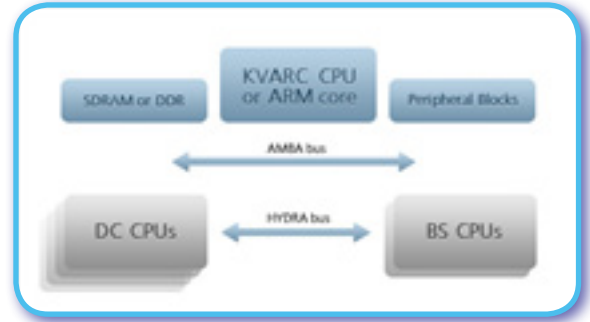 KVARC CPU
or ARM core
SDRAM or DDR
Peripheral Blocks
AMBA bus
HYDRA bus
DC CPUs
BS CPUs